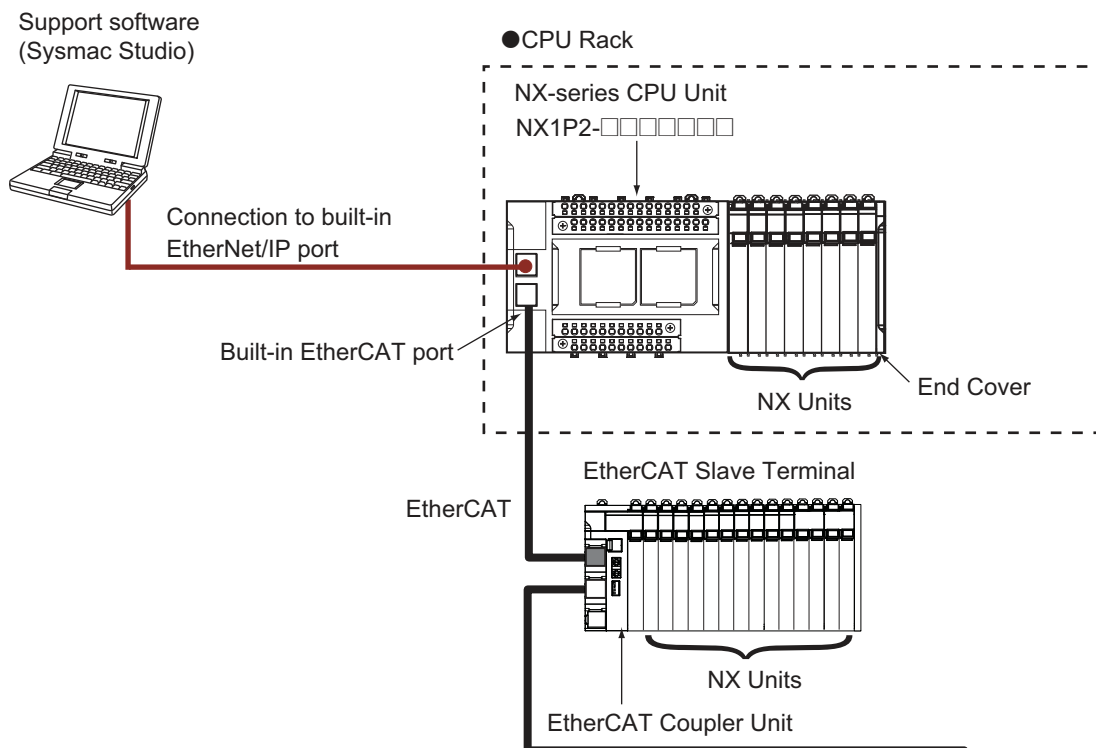 Support software
(Sysmac Studio)
●CPU Rack
NX-series CPU Unit
NX1P2-□□□□□□□
Connection to built-in
EtherNet/IP port
Built-in EtherCAT port
End Cover
NX Units
EtherCAT Slave Terminal
EtherCAT
NX Units
EtherCAT Coupler Unit